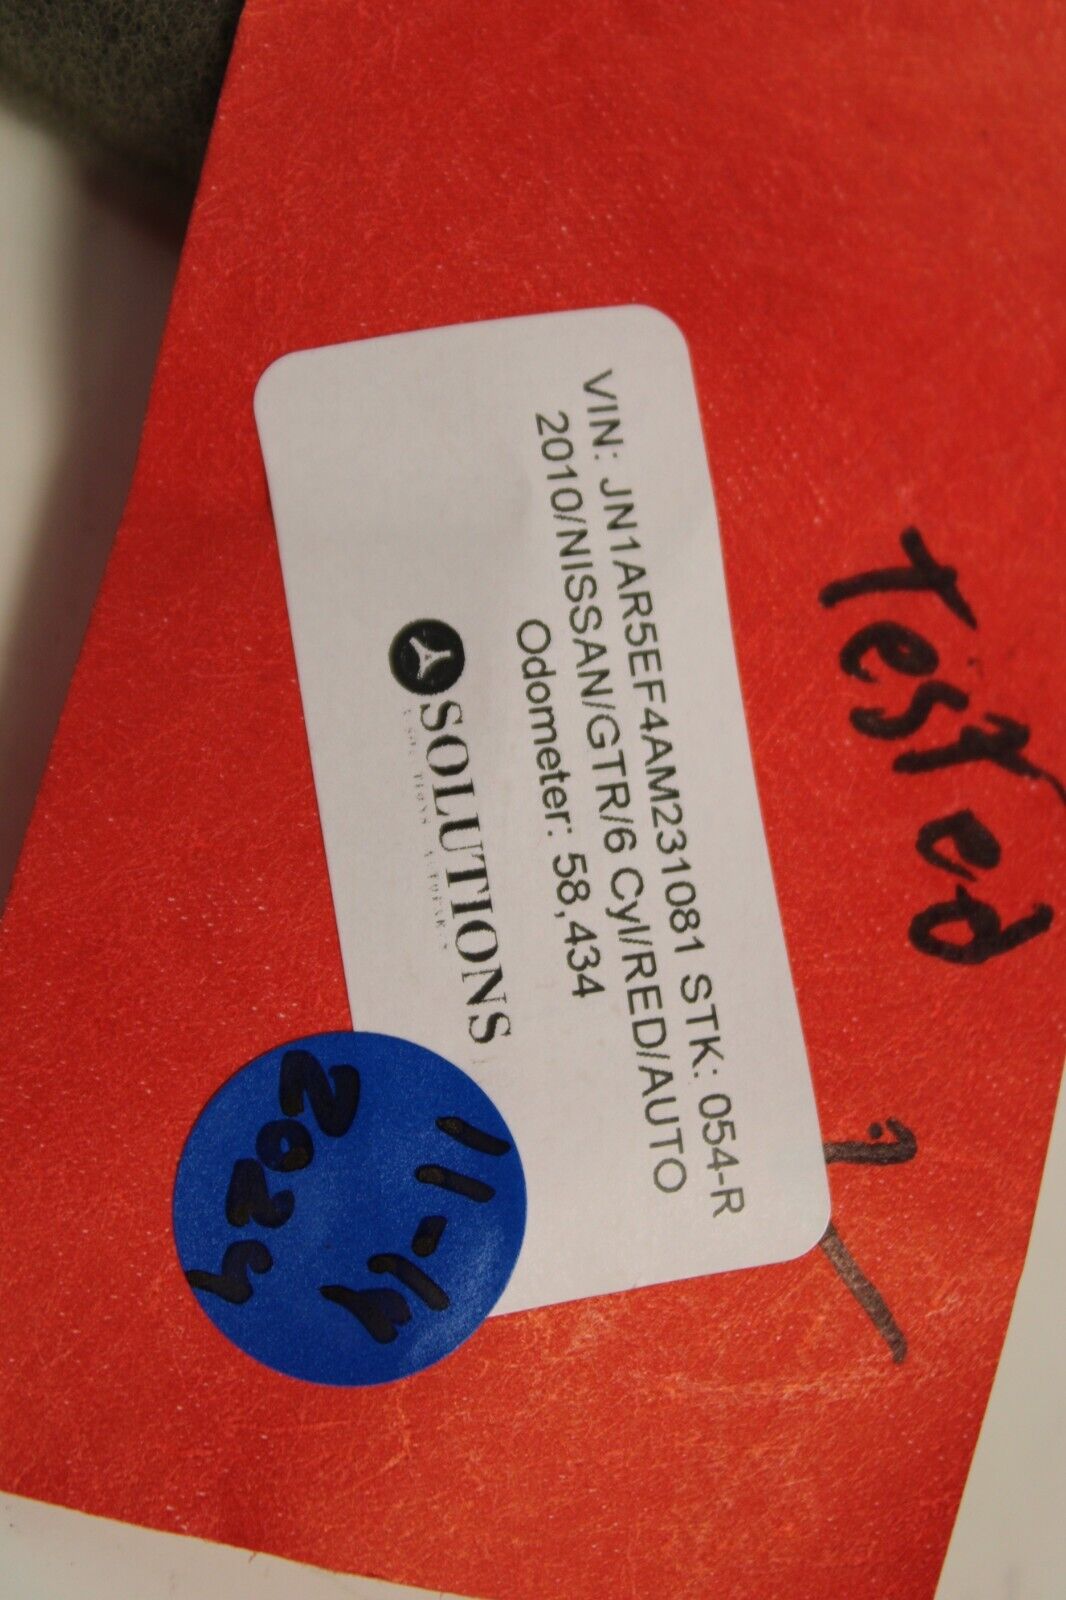 Tested
VIN: JN1AR5EF4AM231081 STK: 054-R
2010/NISSAN/GTR/6 Cyl/RED/AUTO
Odometer: 58,434
SOLUTIONS
11-14
2024